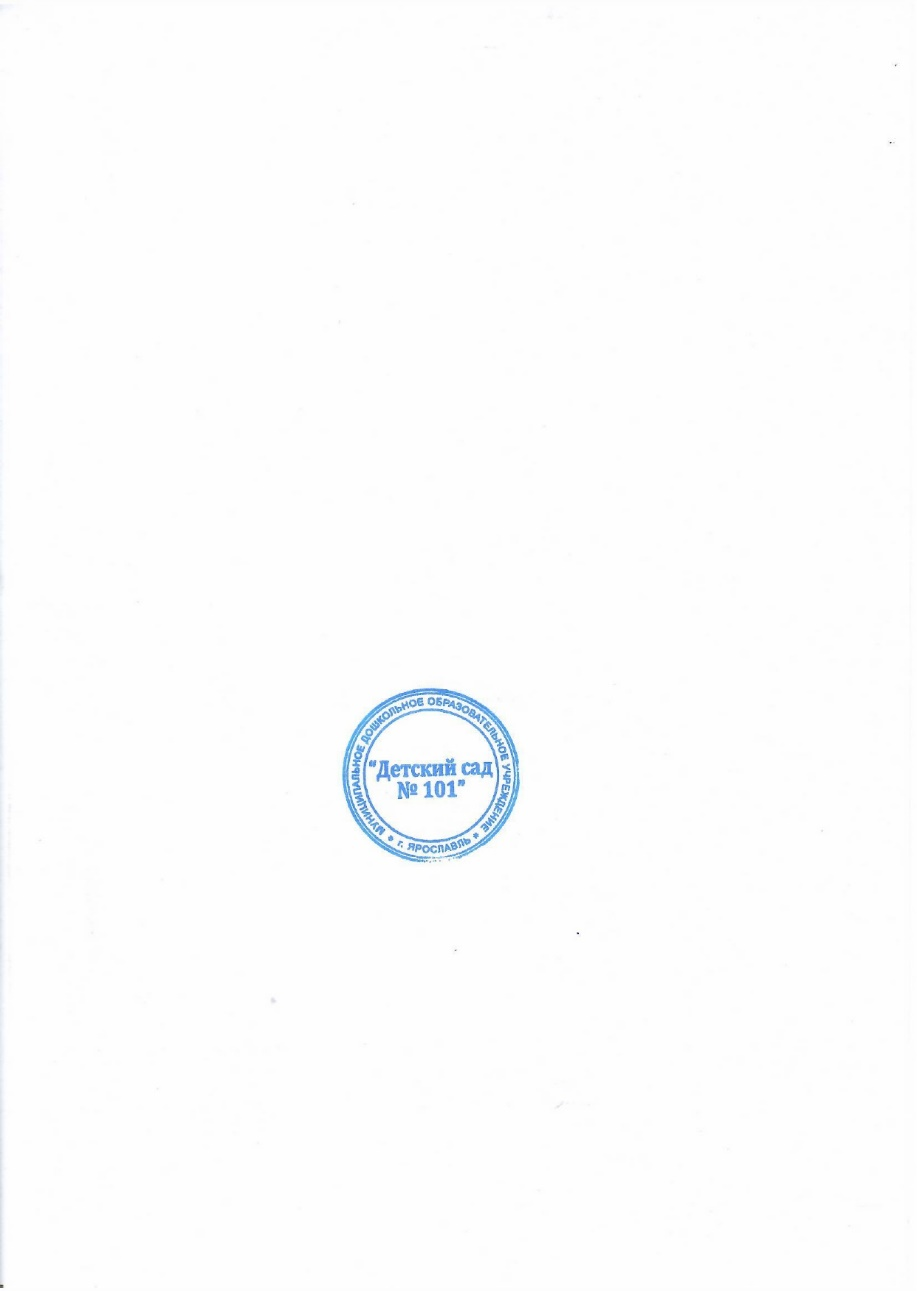 МУНИЦИПАЛЬНОЕ ДОШКОЛЬНОЕ ОБРАЗОВАТЕЛЬНОЕ УЧРЕЖДЕНИЕ
"Детский сад
№ 101"
г. ЯРОСЛАВЛЬ